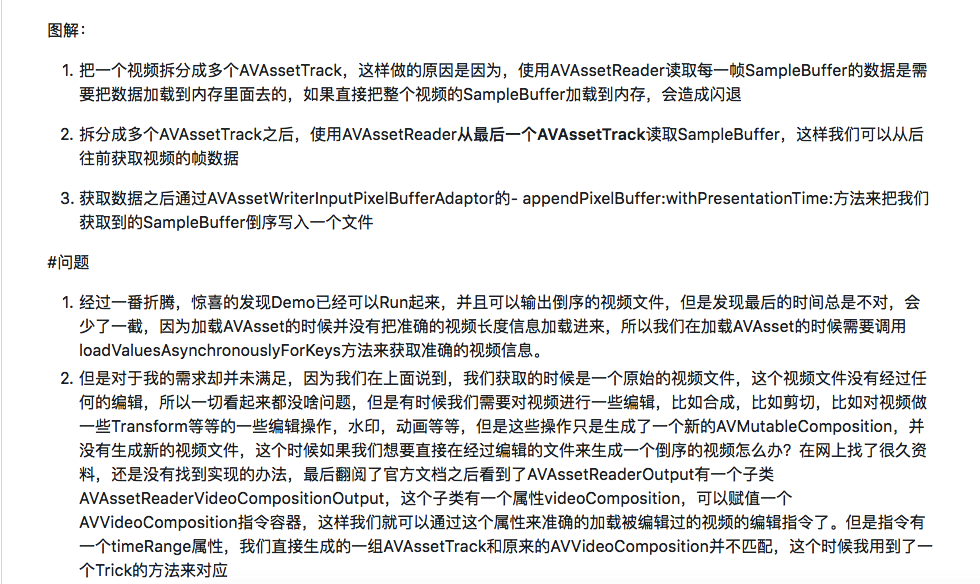 图解：
1. 把一个视频拆分成多个AVAssetTrack，这样做的原因是因为，使用AVAssetReader读取每一帧SampleBuffer的数据是需
要把数据加载到内存里面去的，如果直接把整个视频的SampleBuffer加载到内存，会造成闪退
2. 拆分成多个AVAssetTrack之后，使用AVAssetReader从最后一个AVAssetTrack读取SampleBuffer，这样我们可以从后
往前获取视频的帧数据
3. 获取数据之后通过AVAssetWriterInputPixelBufferAdaptor的- appendPixelBuffer:withPresentationTime:方法来把我们
获取到的SampleBuffer倒序写入一个文件
#问题
1. 经过一番折腾，惊喜的发现Demo已经可以Run起来，并且可以输出倒序的视频文件，但是发现最后的时间总是不对，会
少了一截，因为加载AVAsset的时候并没有把准确的视频长度信息加载进来，所以我们在加载AVAsset的时候需要调用
loadValuesAsynchronouslyForKeys方法来获取准确的视频信息。
2. 但是对于我的需求却并未满足，因为我们在上面说到，我们获取的时候是一个原始的视频文件，这个视频文件没有经过任
何的编辑，所以一切看起来都没啥问题，但是有时候我们需要对视频进行一些编辑，比如合成，比如剪切，比如对视频做
一些Transform等等的一些编辑操作，水印，动画等等，但是这些操作只是生成了一个新的AVMutableComposition，并
没有生成新的视频文件，这个时候如果我们想要直接在经过编辑的文件来生成一个倒序的视频怎么办？在网上找了很久资
料，还是没有找到实现的办法，最后翻阅了官方文档之后看到了AVAssetReaderOutput有一个子类
AVAssetReaderVideoCompositionOutput，这个子类有一个属性videoComposition，可以赋值一个
AVVideoComposition指令容器，这样我们就可以通过这个属性来准确的加载被编辑过的视频的编辑指令了。但是指令有
一个timeRange属性，我们直接生成的一组AVAssetTrack和原来的AVVideoComposition并不匹配，这个时候我用到了一
个Trick的方法来对应